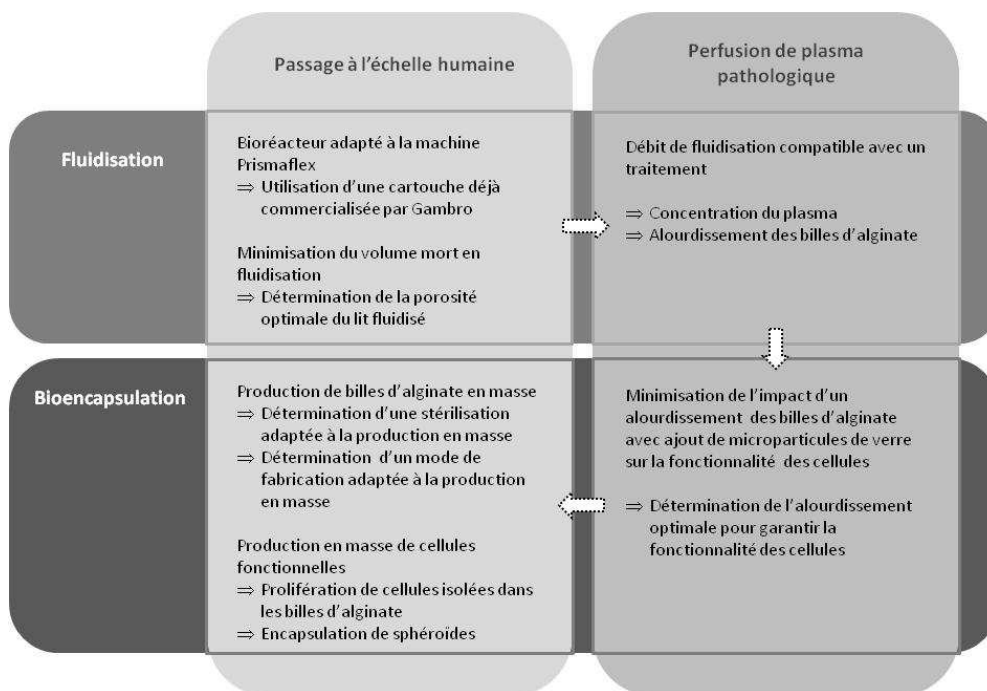 Passage à l'échelle humaine
Perfusion de plasma
pathologique
Fluidisation
Bioréacteur adapté à la machine
Prismaflex
⇒ Utilisation d'une cartouche déjà
commercialisée par Gambro
Minimisation du volume mort en
fluidisation
⇒ Détermination de la porosité
optimale du lit fluidisé
Débit de fluidisation compatible avec un
traitement
⇒ Concentration du plasma
⇒ Alourdissement des billes d'alginate
Bioencapsulation
Production de billes d'alginate en masse
⇒ Détermination d'une stérilisation
adaptée à la production en masse
⇒ Détermination d'un mode de
fabrication adaptée à la production
en masse
Production en masse de cellules
fonctionnelles
⇒ Prolifération de cellules isolées dans
les billes d'alginate
⇒ Encapsulation de sphéroïdes
Minimisation de l'impact d'un
alourdissement des billes d'alginate
avec ajout de microparticules de verre
sur la fonctionnalité des cellules
⇒ Détermination de l'alourdissement
optimale pour garantir la
fonctionnalité des cellules